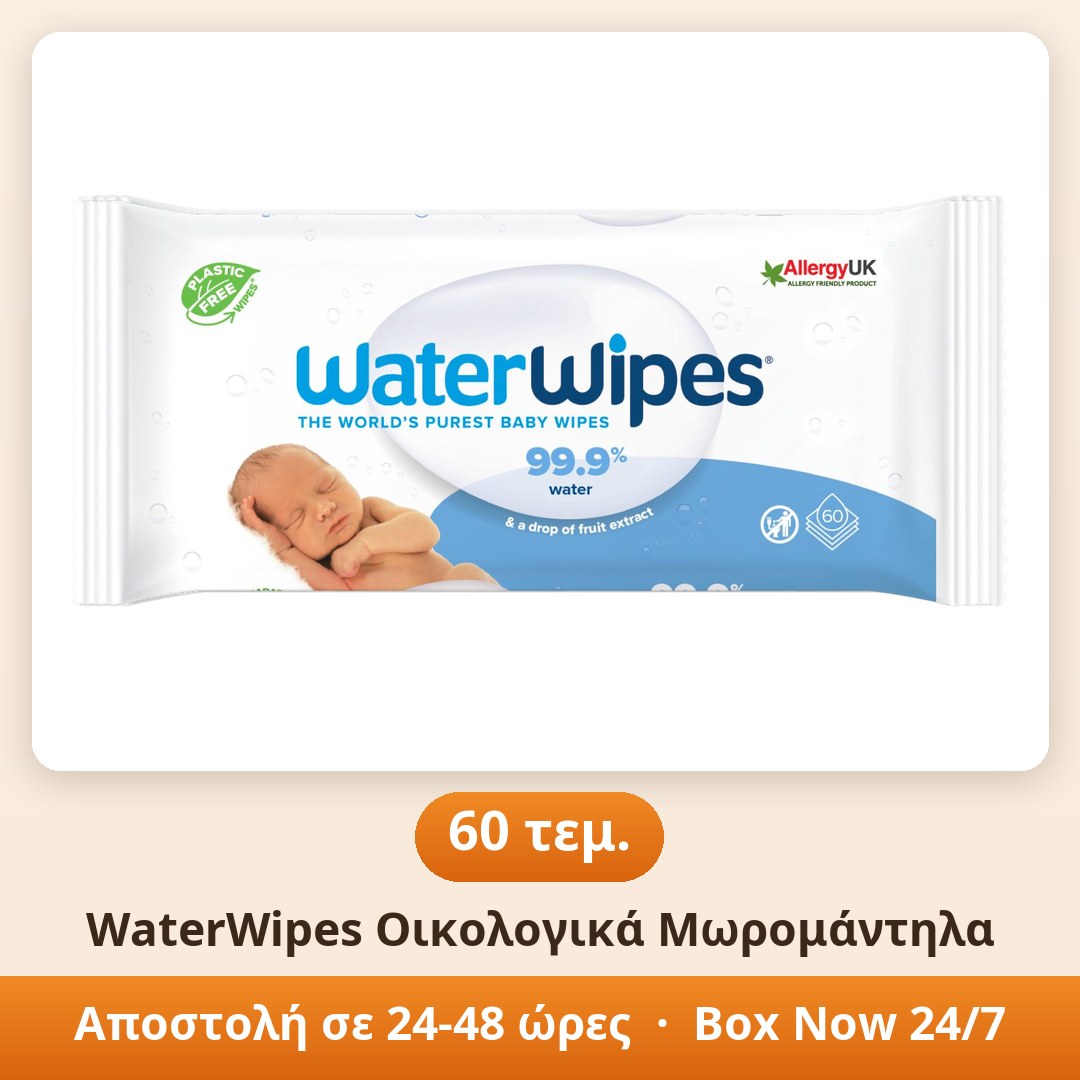 PLASTIC
FREE
WIPES*
AllergyUK
ALLERGY FRIENDLY PRODUCT
WaterWipes®
THE WORLD'S PUREST BABY WIPES
99.9%
water
& a drop of fruit extract
60
60 τεμ.
WaterWipes Οικολογικά Μωρομάντηλα
Αποστολή σε 24-48 ώρες · Box Now 24/7